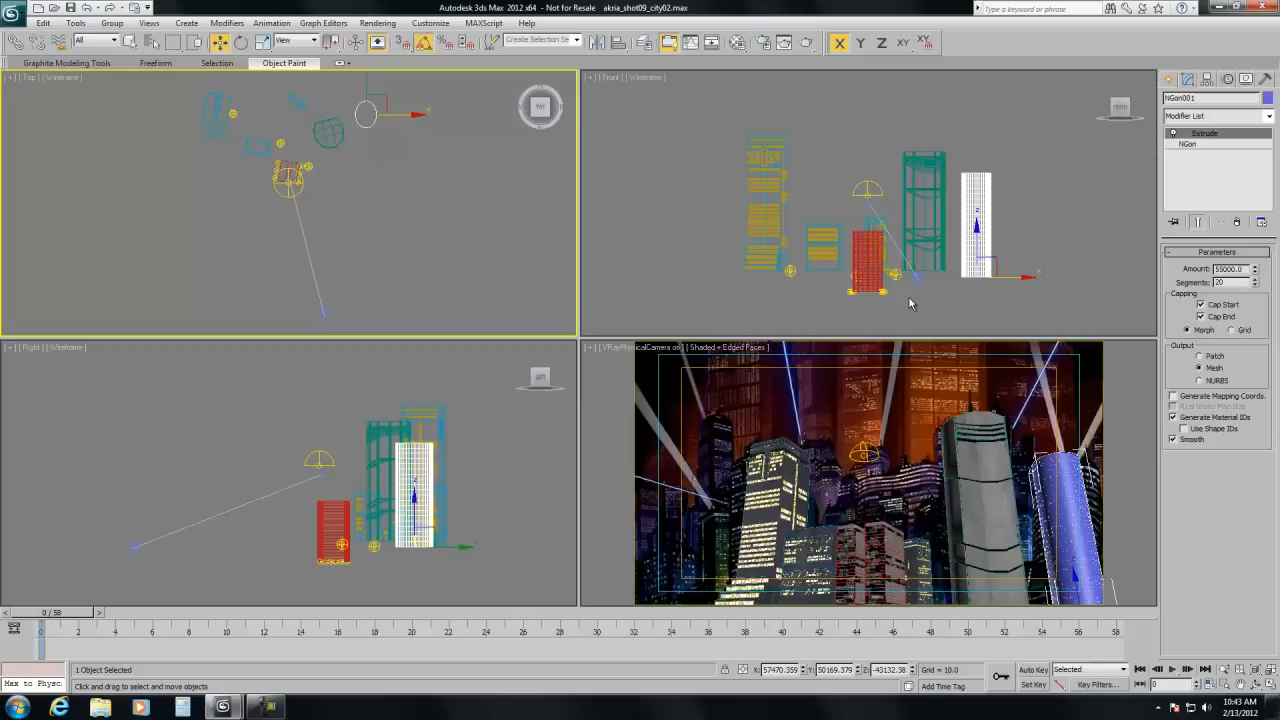 Autodesk 3ds Max 2012 x64 - Not for Resale akria_shot09_city02.max
Type a keyword or phrase
Edit Tools Group Views Create Modifiers Animation Graph Editors Rendering Customize MAXScript Help
All View Create Selection Se X Y Z XY XY
Graphite Modeling Tools Freeform Selection Object Paint
[ + ] [ Top ] [ Wireframe ]
[ + ] [ Front ] [ Wireframe ]
TOP
FRONT
NGon001
Modifier List
Extrude
NGon
Parameters
Amount: 55000.0
Segments: 20
Capping
Cap Start
Cap End
Morph Grid
Output
Patch
Mesh
NURBS
Generate Mapping Coords.
Real-World Map Size
Generate Material IDs
Use Shape IDs
Smooth
[ + ] [ Right ] [ Wireframe ]
[ + ] [ VRayPhysicalCamera on ] [ Shaded + Edged Faces ]
LEFT
0 / 58
0 2 4 6 8 10 12 14 16 18 20 22 24 26 28 30 32 34 36 38 40 42 44 46 48 50 52 54 56 58
1 Object Selected X: 57470.359 Y: 50169.379 Z: -43132.38 Grid = 10.0 Auto Key Selected
Max to Physc Click and drag to select and move objects Add Time Tag Set Key Key Filters... 0
10:43 AM
2/13/2012